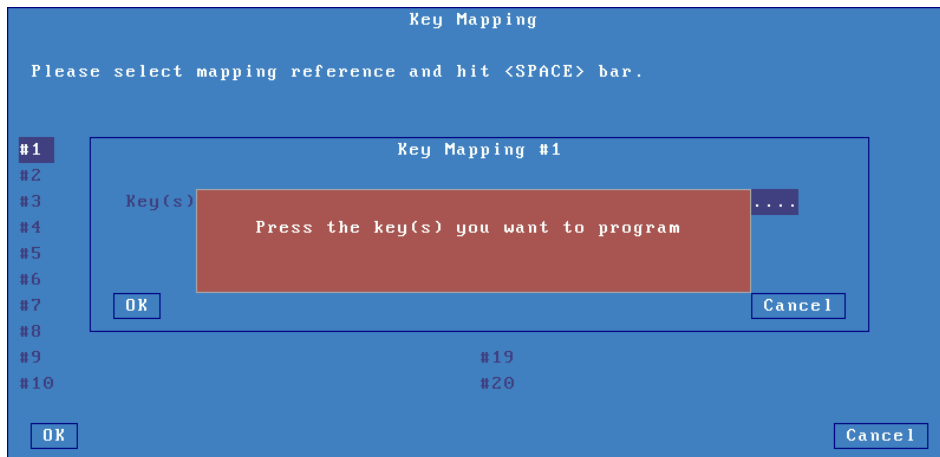 Key Mapping
Please select mapping reference and hit <SPACE> bar.
#1
Key Mapping #1
#2
#3 Key(s) ....
Press the key(s) you want to program
#4
#5
#6
#7 OK Cancel
#8
#9 #19
#10 #20
OK Cancel